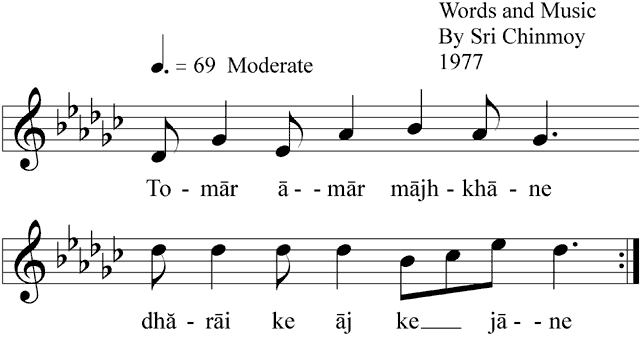 Words and Music
By Sri Chinmoy
♩. = 69 Moderate
1977
To - mār ā - - mār mājh - khā - ne
dhă - rāi ke āj ke____ jā - - ne